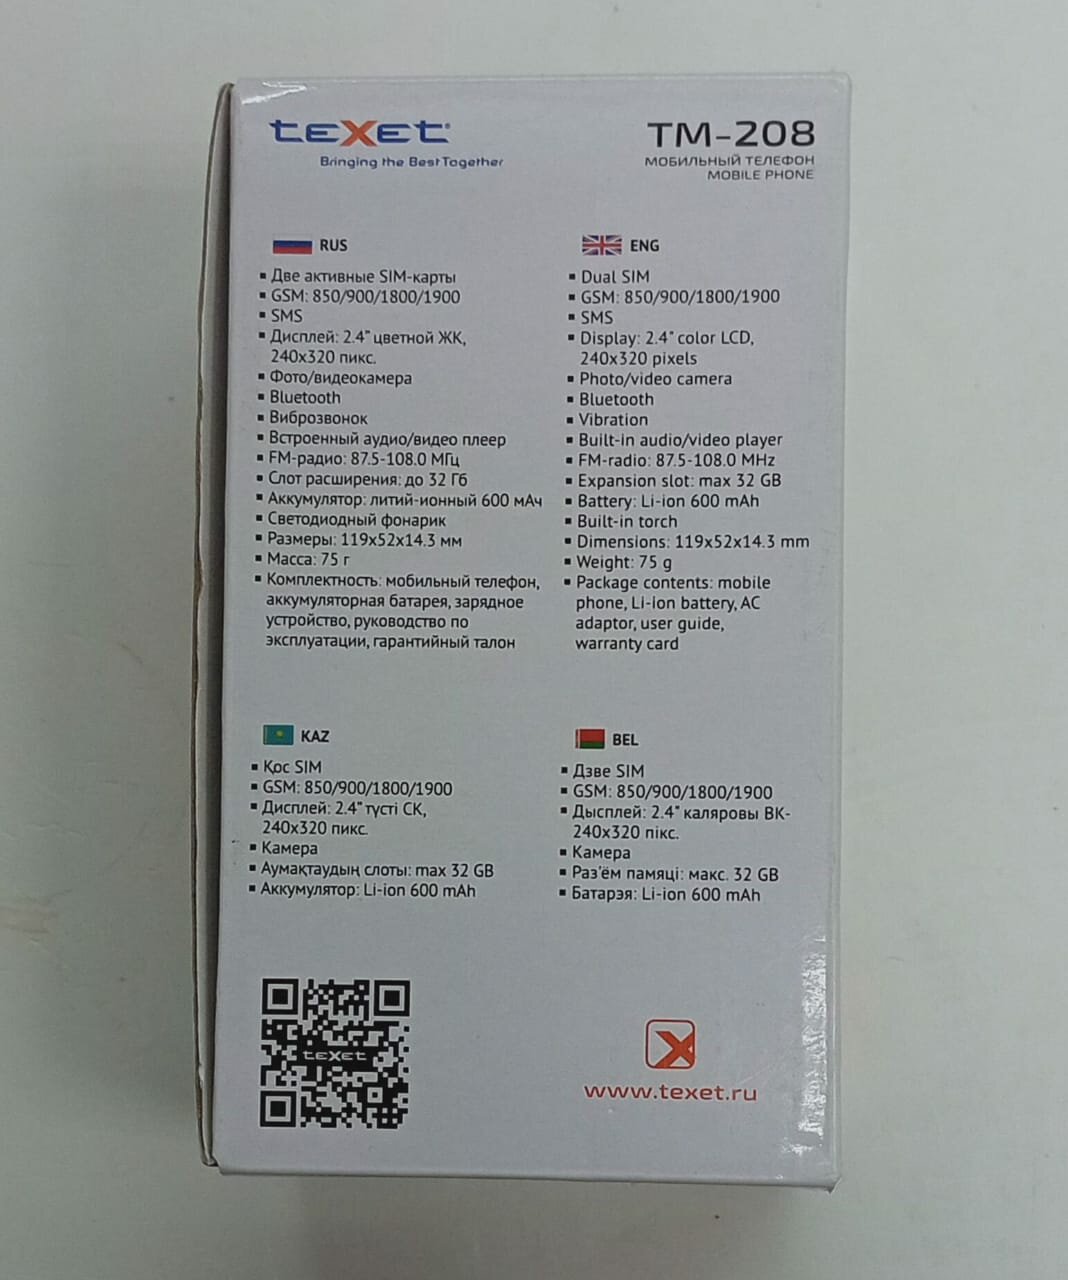 teXet
Bringing the Best Together
TM-208
МОБИЛЬНЫЙ ТЕЛЕФОН
MOBILE PHONE
RUS
▪ Две активные SIM-карты
▪ GSM: 850/900/1800/1900
▪ SMS
▪ Дисплей: 2.4" цветной ЖК,
240x320 пикс.
▪ Фото/видеокамера
▪ Bluetooth
▪ Виброзвонок
▪ Встроенный аудио/видео плеер
▪ FM-радио: 87.5-108.0 МГц
▪ Слот расширения: до 32 Гб
▪ Аккумулятор: литий-ионный 600 мАч
▪ Светодиодный фонарик
▪ Размеры: 119x52x14.3 мм
▪ Масса: 75 г
▪ Комплектность: мобильный телефон,
аккумуляторная батарея, зарядное
устройство, руководство по
эксплуатации, гарантийный талон
ENG
▪ Dual SIM
▪ GSM: 850/900/1800/1900
▪ SMS
▪ Display: 2.4" color LCD,
240x320 pixels
▪ Photo/video camera
▪ Bluetooth
▪ Vibration
▪ Built-in audio/video player
▪ FM-radio: 87.5-108.0 MHz
▪ Expansion slot: max 32 GB
▪ Battery: Li-ion 600 mAh
▪ Built-in torch
▪ Dimensions: 119x52x14.3 mm
▪ Weight: 75 g
▪ Package contents: mobile
phone, Li-ion battery, AC
adaptor, user guide,
warranty card
KAZ
▪ Қос SIM
▪ GSM: 850/900/1800/1900
▪ Дисплей: 2.4" түсті СК,
240x320 пикс.
▪ Камера
▪ Аумақтаудың слоты: max 32 GB
▪ Аккумулятор: Li-ion 600 mAh
BEL
▪ Дзве SIM
▪ GSM: 850/900/1800/1900
▪ Дысплей: 2.4" каляровы ВК-
240x320 пікс.
▪ Камера
▪ Раз'ём памяці: макс. 32 GB
▪ Батарэя: Li-ion 600 mAh
teXet
www.texet.ru